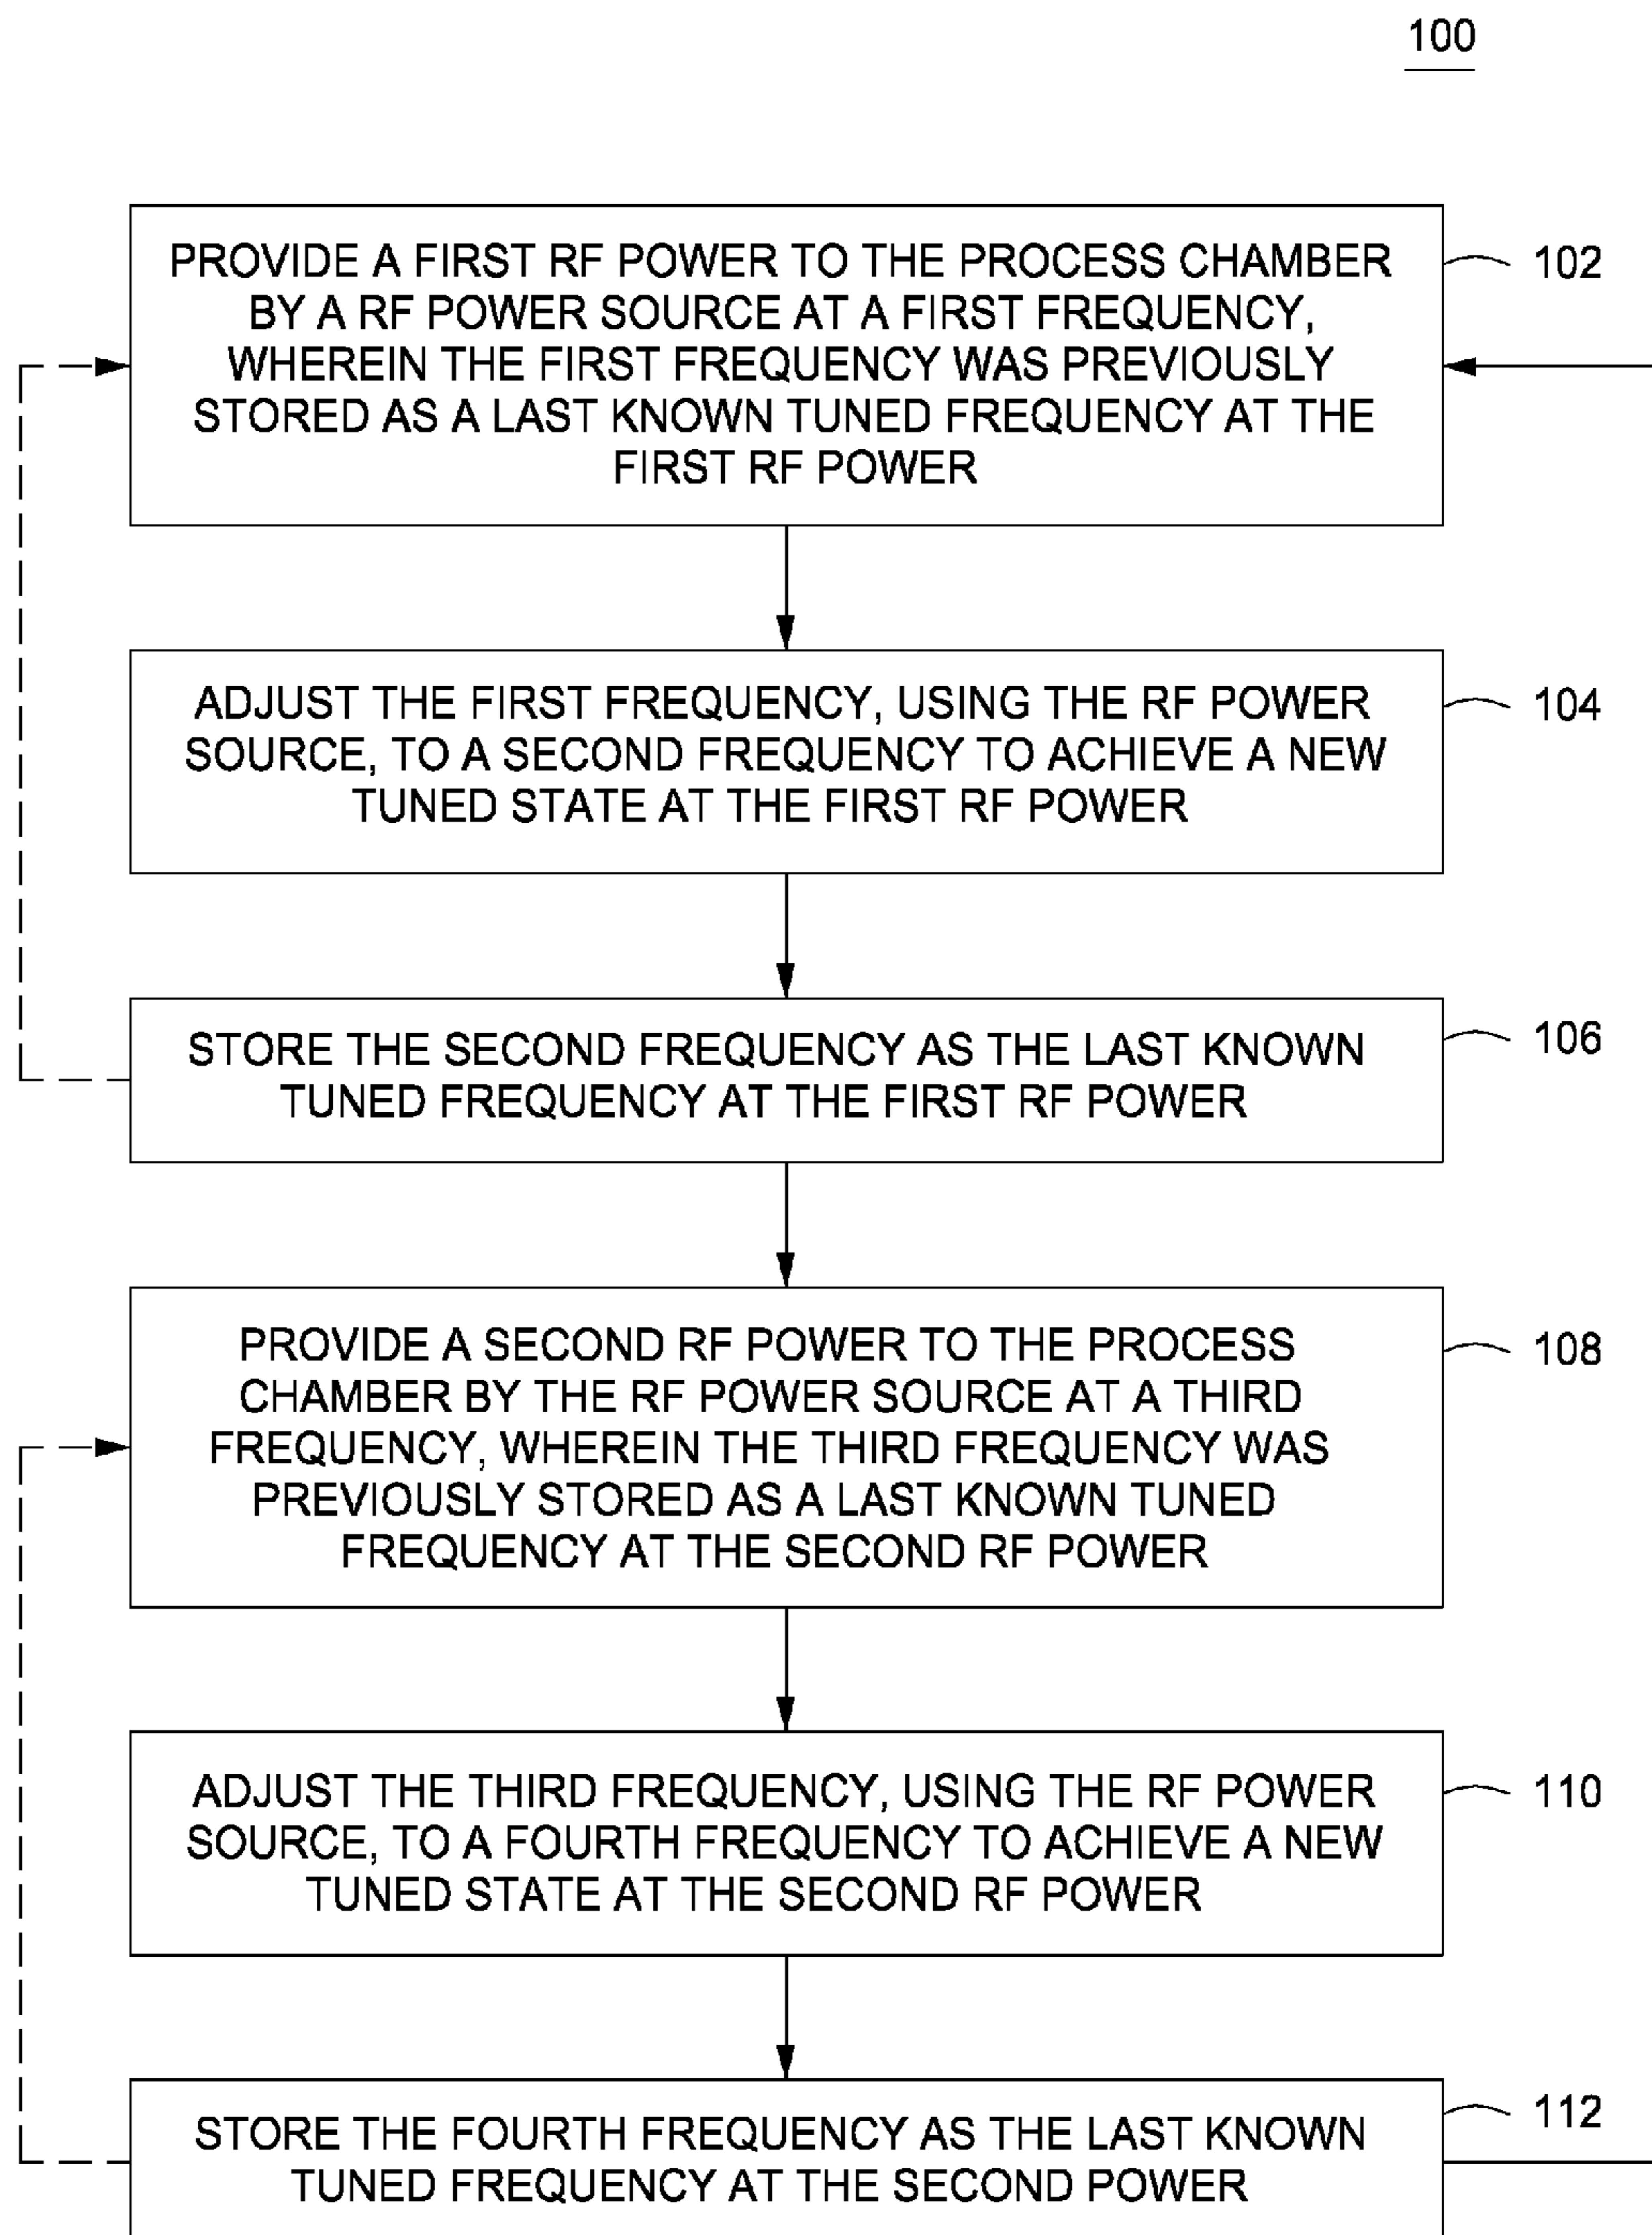 100
PROVIDE A FIRST RF POWER TO THE PROCESS CHAMBER
BY A RF POWER SOURCE AT A FIRST FREQUENCY,
WHEREIN THE FIRST FREQUENCY WAS PREVIOUSLY
STORED AS A LAST KNOWN TUNED FREQUENCY AT THE
FIRST RF POWER
102
ADJUST THE FIRST FREQUENCY, USING THE RF POWER
SOURCE, TO A SECOND FREQUENCY TO ACHIEVE A NEW
TUNED STATE AT THE FIRST RF POWER
104
STORE THE SECOND FREQUENCY AS THE LAST KNOWN
TUNED FREQUENCY AT THE FIRST RF POWER
106
PROVIDE A SECOND RF POWER TO THE PROCESS
CHAMBER BY THE RF POWER SOURCE AT A THIRD
FREQUENCY, WHEREIN THE THIRD FREQUENCY WAS
PREVIOUSLY STORED AS A LAST KNOWN TUNED
FREQUENCY AT THE SECOND RF POWER
108
ADJUST THE THIRD FREQUENCY, USING THE RF POWER
SOURCE, TO A FOURTH FREQUENCY TO ACHIEVE A NEW
TUNED STATE AT THE SECOND RF POWER
110
STORE THE FOURTH FREQUENCY AS THE LAST KNOWN
TUNED FREQUENCY AT THE SECOND POWER
112